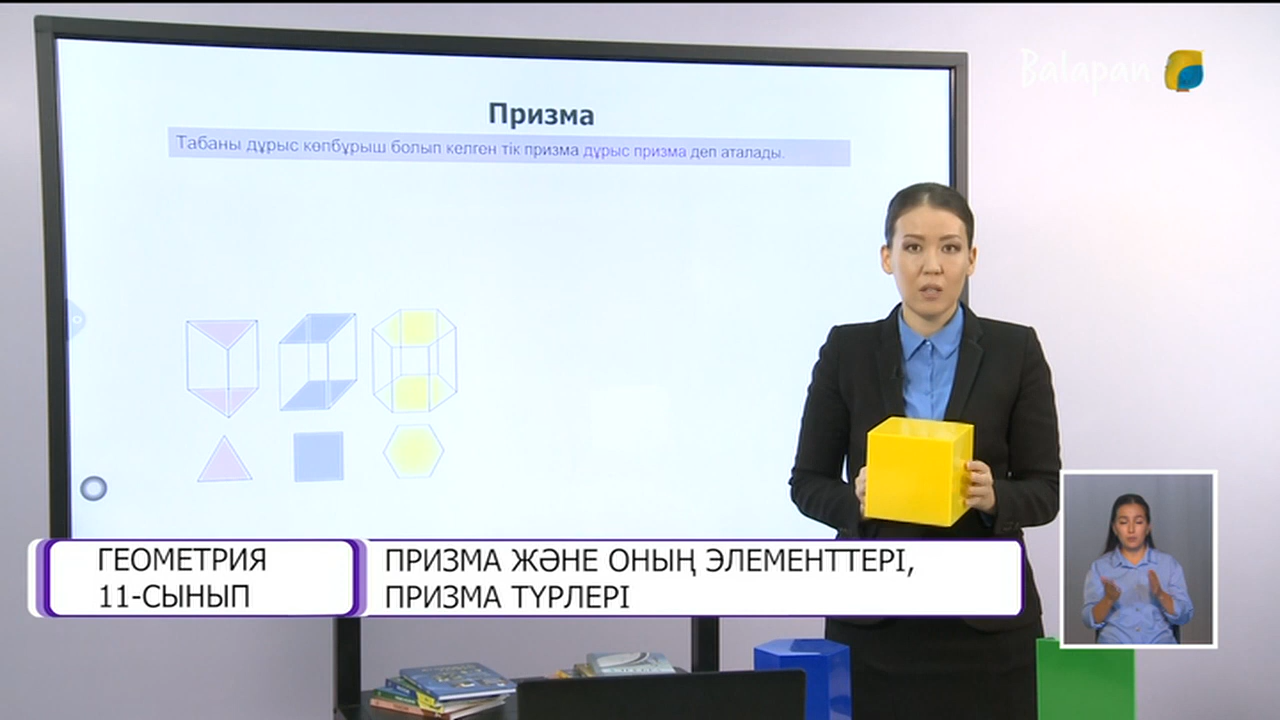 Balapan
Призма
Табаны дұрыс көпбұрыш болып келген тік призма дұрыс призма деп аталады.
ГЕОМЕТРИЯ
11-СЫНЫП
ПРИЗМА ЖӘНЕ ОНЫҢ ЭЛЕМЕНТТЕРІ,
ПРИЗМА ТҮРЛЕРІ